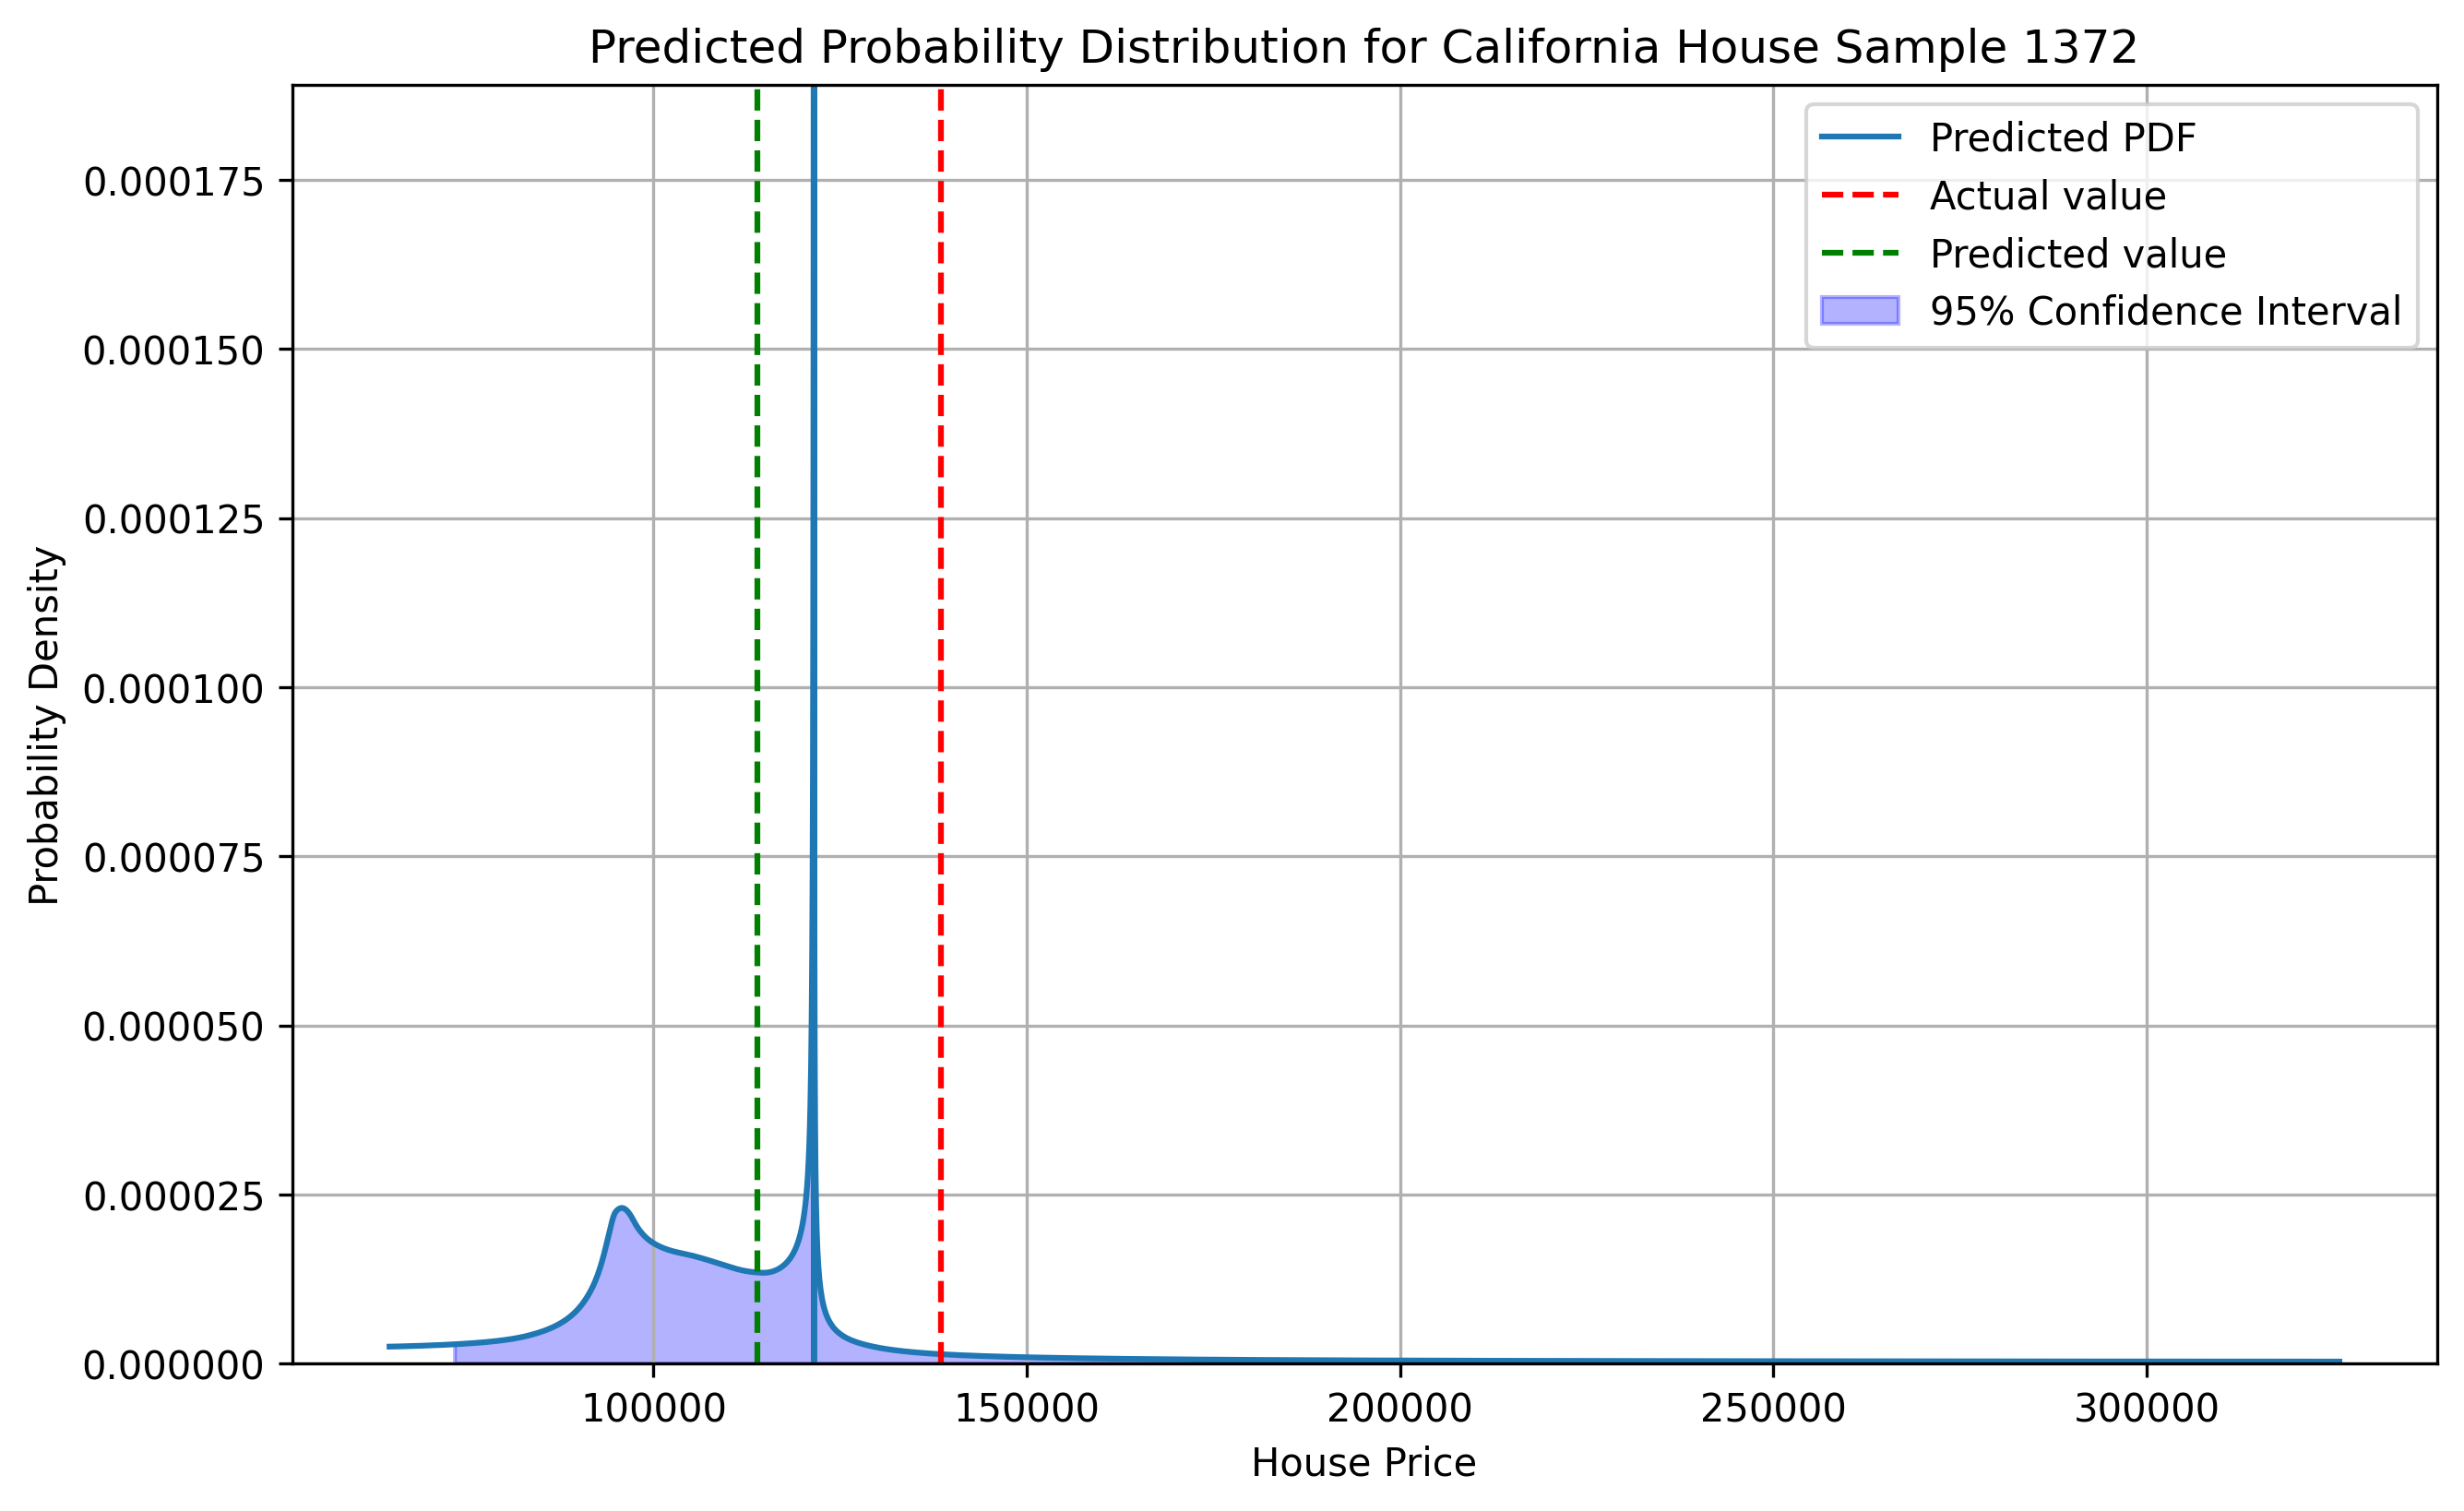 Predicted Probability Distribution for California House Sample 1372
Predicted PDF
Actual value
Predicted value
95% Confidence Interval
Probability Density
0.000175
0.000150
0.000125
0.000100
0.000075
0.000050
0.000025
0.000000
100000 150000 200000 250000 300000
House Price